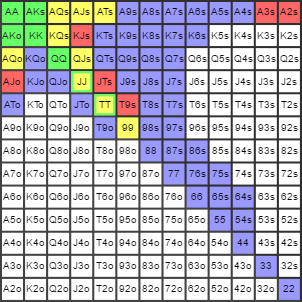 AA AKs AQs AJs ATs A9s A8s A7s A6s A5s A4s A3s A2s
AKo KK KQs KJs KTs K9s K8s K7s K6s K5s K4s K3s K2s
AQo KQo QQ QJs QTs Q9s Q8s Q7s Q6s Q5s Q4s Q3s Q2s
AJo KJo QJo JJ JTs J9s J8s J7s J6s J5s J4s J3s J2s
ATo KTo QTo JTo TT T9s T8s T7s T6s T5s T4s T3s T2s
A9o K9o Q9o J9o T9o 99 98s 97s 96s 95s 94s 93s 92s
A8o K8o Q8o J8o T8o 98o 88 87s 86s 85s 84s 83s 82s
A7o K7o Q7o J7o T7o 97o 87o 77 76s 75s 74s 73s 72s
A6o K6o Q6o J6o T6o 96o 86o 76o 66 65s 64s 63s 62s
A5o K5o Q5o J5o T5o 95o 85o 75o 65o 55 54s 53s 52s
A4o K4o Q4o J4o T4o 94o 84o 74o 64o 54o 44 43s 42s
A3o K3o Q3o J3o T3o 93o 83o 73o 63o 53o 43o 33 32s
A2o K2o Q2o J2o T2o 92o 82o 72o 62o 52o 42o 32o 22